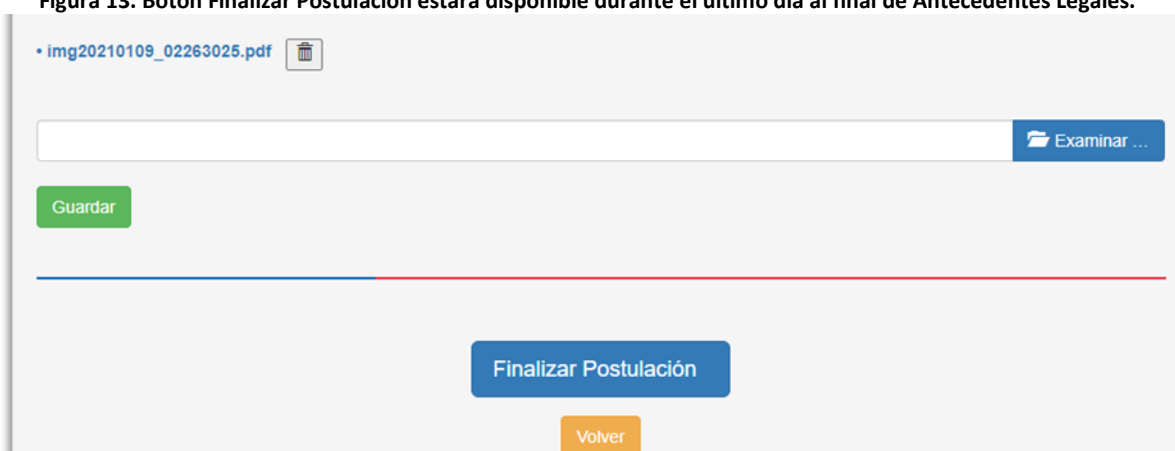 Figura 13. Botón Finalizar Postulación estará disponible durante el último día al final de Antecedentes Legales.
• img20210109_02263025.pdf
Examinar ...
Guardar
Finalizar Postulación
Volver